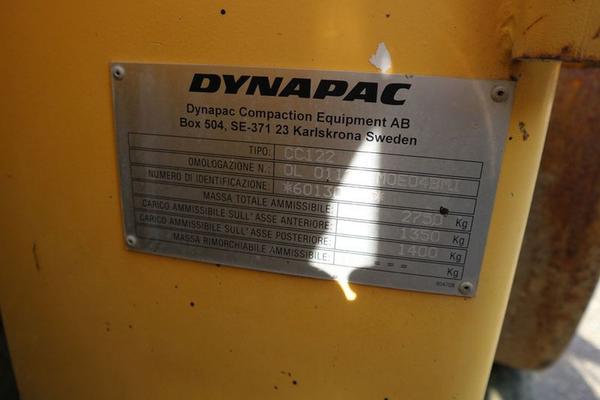 DYNAPAC
Dynapac Compaction Equipment AB
Box 504, SE-371 23 Karlskrona Sweden
TIPO: CC122
OMOLOGAZIONE N.: OL
NUMERO DI IDENTIFICAZIONE:
MASSA TOTALE AMMISSIBILE: 2750 Kg
CARICO AMMISSIBILE SULL'ASSE ANTERIORE: 1350 Kg
CARICO AMMISSIBILE SULL'ASSE POSTERIORE: 1400 Kg
MASSA RIMORCHIABILE AMMISSIBILE: Kg